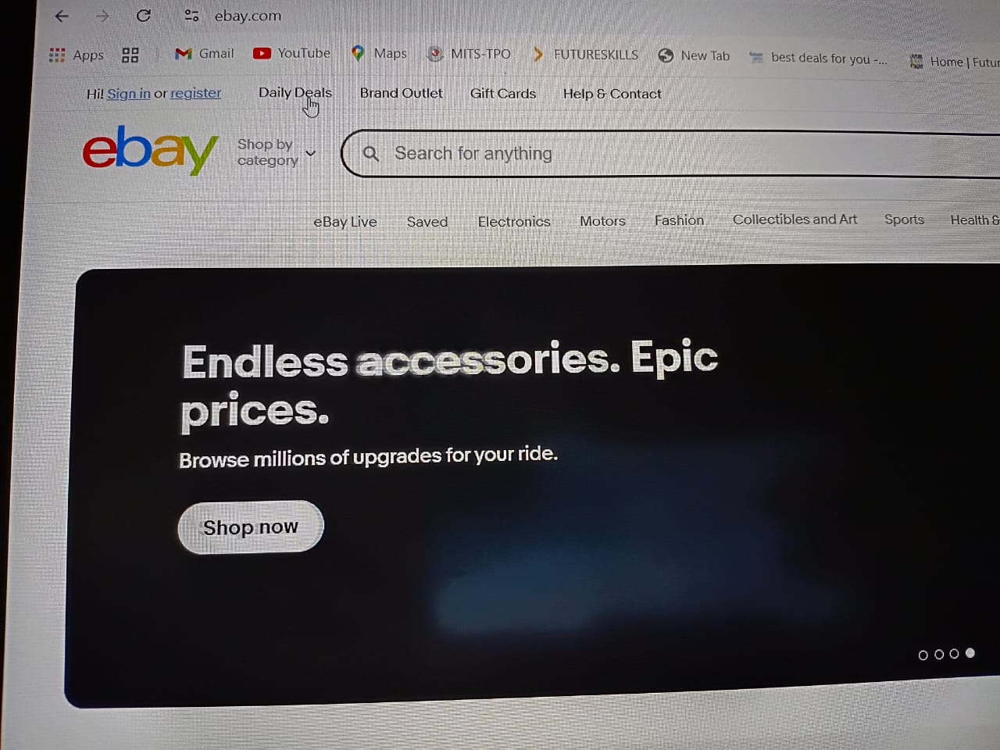 ebay.com
Apps Gmail YouTube Maps MITS-TPO FUTURESKILLS New Tab best deals for you -... Home | Futur
Hi! Sign in or register Daily Deals Brand Outlet Gift Cards Help & Contact
ebay
Shop by
category
Search for anything
eBay Live Saved Electronics Motors Fashion Collectibles and Art Sports Health &
Endless accessories. Epic
prices.
Browse millions of upgrades for your ride.
Shop now